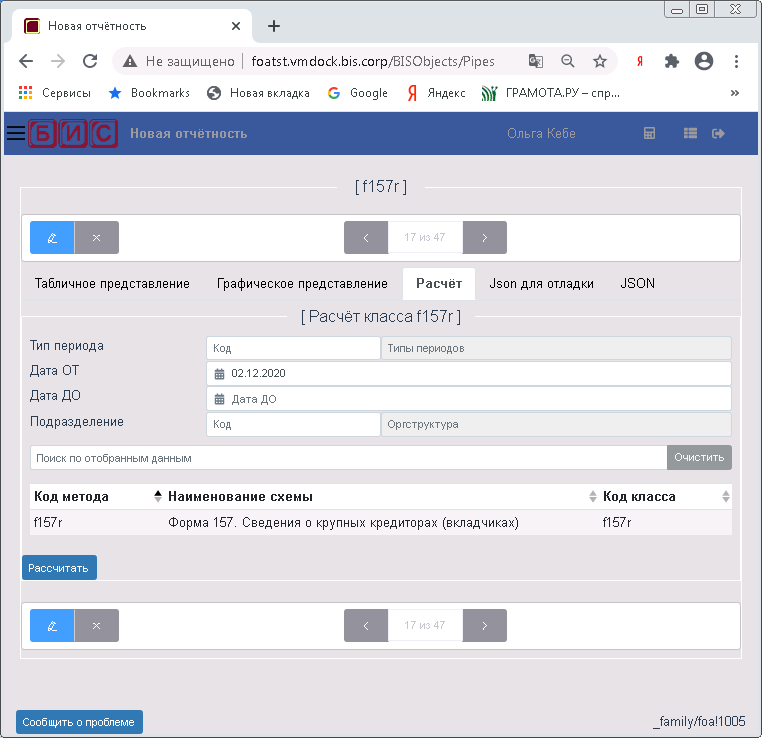 Новая отчётность
Не защищено | foatst.vmdock.bis.corp/BISObjects/Pipes
Я
Сервисы Bookmarks Новая вкладка Google Яндекс ГРАМОТА.РУ – спр... »
БИС Новая отчётность Ольга Кебе
[ f157r ]
17 из 47
Табличное представление Графическое представление Расчёт Json для отладки JSON
[ Расчёт класса f157r ]
Тип периода Код Типы периодов
Дата ОТ 02.12.2020
Дата ДО Дата ДО
Подразделение Код Оргструктура
Поиск по отобранным данным Очистить
Код метода Наименование схемы Код класса
f157r Форма 157. Сведения о крупных кредиторах (вкладчиках) f157r
Рассчитать
17 из 47
Сообщить о проблеме _family/foa!1005